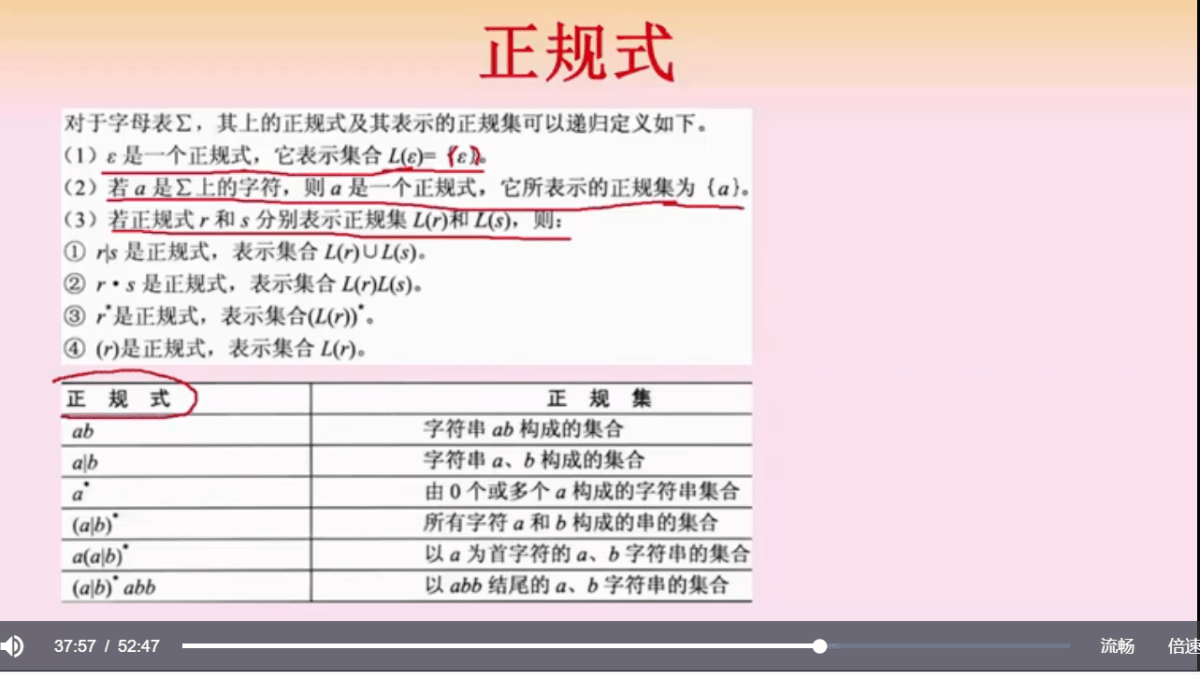 正规式
对于字母表∑，其上的正规式及其表示的正规集可以递归定义如下。
（1）ε 是一个正规式，它表示集合 L(ε)=｛ε｝。
（2）若 a 是∑上的字符，则 a 是一个正规式，它所表示的正规集为｛a｝。
（3）若正规式 r 和 s 分别表示正规集 L(r)和 L(s)，则：
① r|s 是正规式，表示集合 L(r)∪L(s)。
② r·s 是正规式，表示集合 L(r)L(s)。
③ r*是正规式，表示集合(L(r))*。
④ (r)是正规式，表示集合 L(r)。
正 规 式 正 规 集
ab 字符串 ab 构成的集合
a|b 字符串 a、b 构成的集合
a* 由 0 个或多个 a 构成的字符串集合
(a|b)* 所有字符 a 和 b 构成的串的集合
a(a|b)* 以 a 为首字符的 a、b 字符串的集合
(a|b)* abb 以 abb 结尾的 a、b 字符串的集合
37:57 / 52:47 流畅 倍速